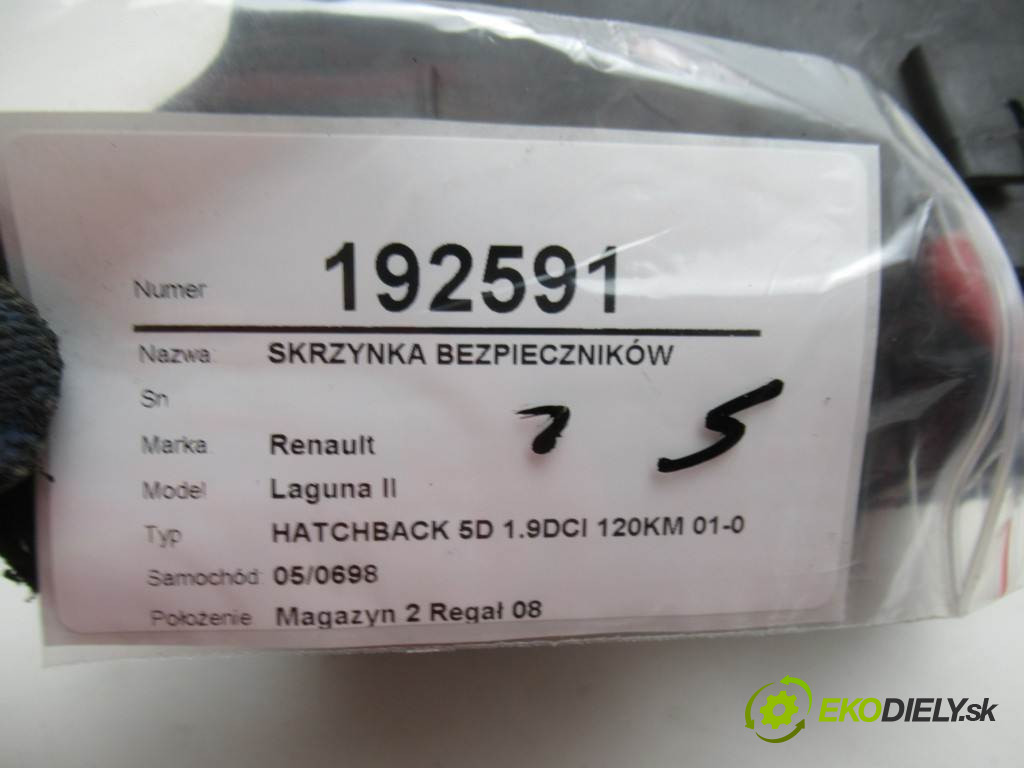 Numer 192591
Nazwa SKRZYNKA BEZPIECZNIKÓW
Sn
Marka Renault
Model Laguna II
Typ HATCHBACK 5D 1.9DCI 120KM 01-0
Samochód 05/0698
Położenie Magazyn 2 Regał 08
5
EKODIELY.sk